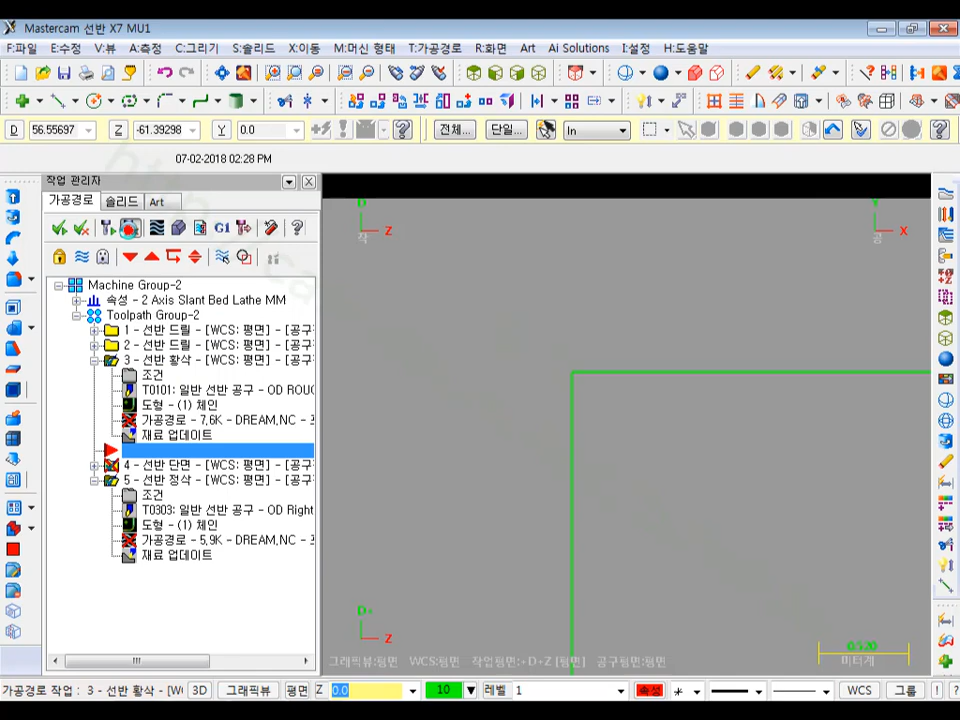 Mastercam 선반 X7 MU1
F:파일 E:수정 V:뷰 A:측정 C:그리기 S:솔리드 X:이동 M:머신 형태 T:가공경로 R:화면 Art Ai Solutions I:설정 H:도움말
D 56.55697 Z -61.39298 Y 0.0 전체... 단일... In
07-02-2018 02:28 PM
작업 관리자
가공경로 솔리드 Art
G1
Machine Group-2
속성 - 2 Axis Slant Bed Lathe MM
Toolpath Group-2
1 - 선반 드릴 - [WCS: 평면] - [공구
2 - 선반 드릴 - [WCS: 평면] - [공구
3 - 선반 황삭 - [WCS: 평면] - [공구
조건
T0101: 일반 선반 공구 - OD ROUG
도형 - (1) 체인
가공경로 - 7.6K - DREAM.NC -
재료 업데이트
4 - 선반 단면 - [WCS: 평면] - [공구
5 - 선반 정삭 - [WCS: 평면] - [공구
조건
T0303: 일반 선반 공구 - OD Right
도형 - (1) 체인
가공경로 - 5.9K - DREAM.NC -
재료 업데이트
D
Z
X
D+
Z
그래픽뷰:평면 WCS:평면 작업평면:+D+Z [평면] 공구평면:평면
0.520
미터계
가공경로 작업 : 3 - 선반 황삭 - [W 3D 그래픽뷰 평면 Z 0.0 10 레벨 1 속성 WCS 그룹 ! ?